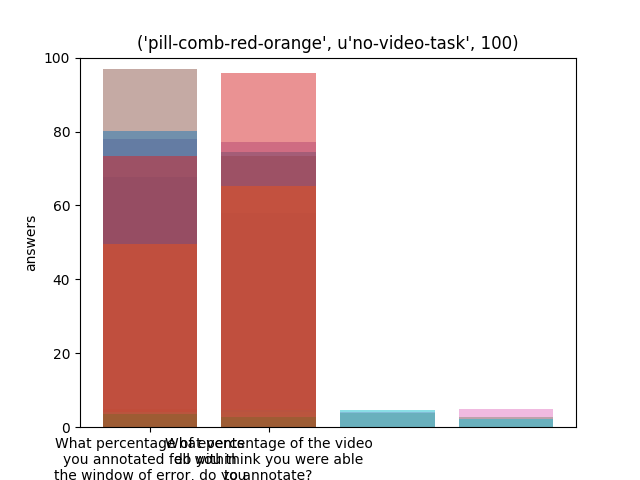 ('pill-comb-red-orange', u'no-video-task', 100)
100
80
60
40
20
0
answers
What percentage of events
you annotated fell within
the window of error, do you
What percentage of the video
do you think you were able
to annotate?